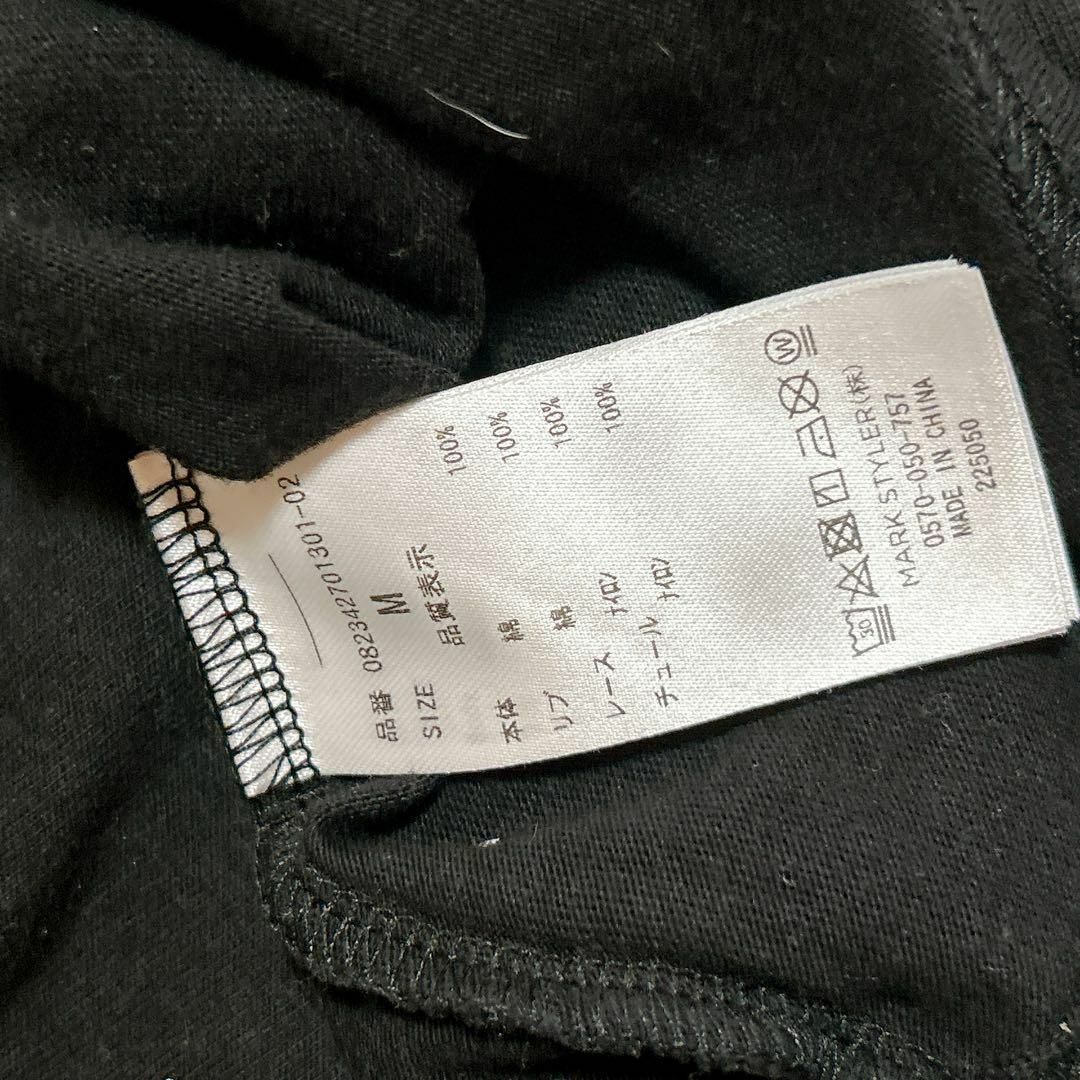 品番 082342701301-02
SIZE M
品質表示
本体 綿 100%
リブ 綿 100%
レース ナイロン 100%
チュール ナイロン 100%
30
W
MARK STYLER(株)
0570-050-757
MADE IN CHINA
225050